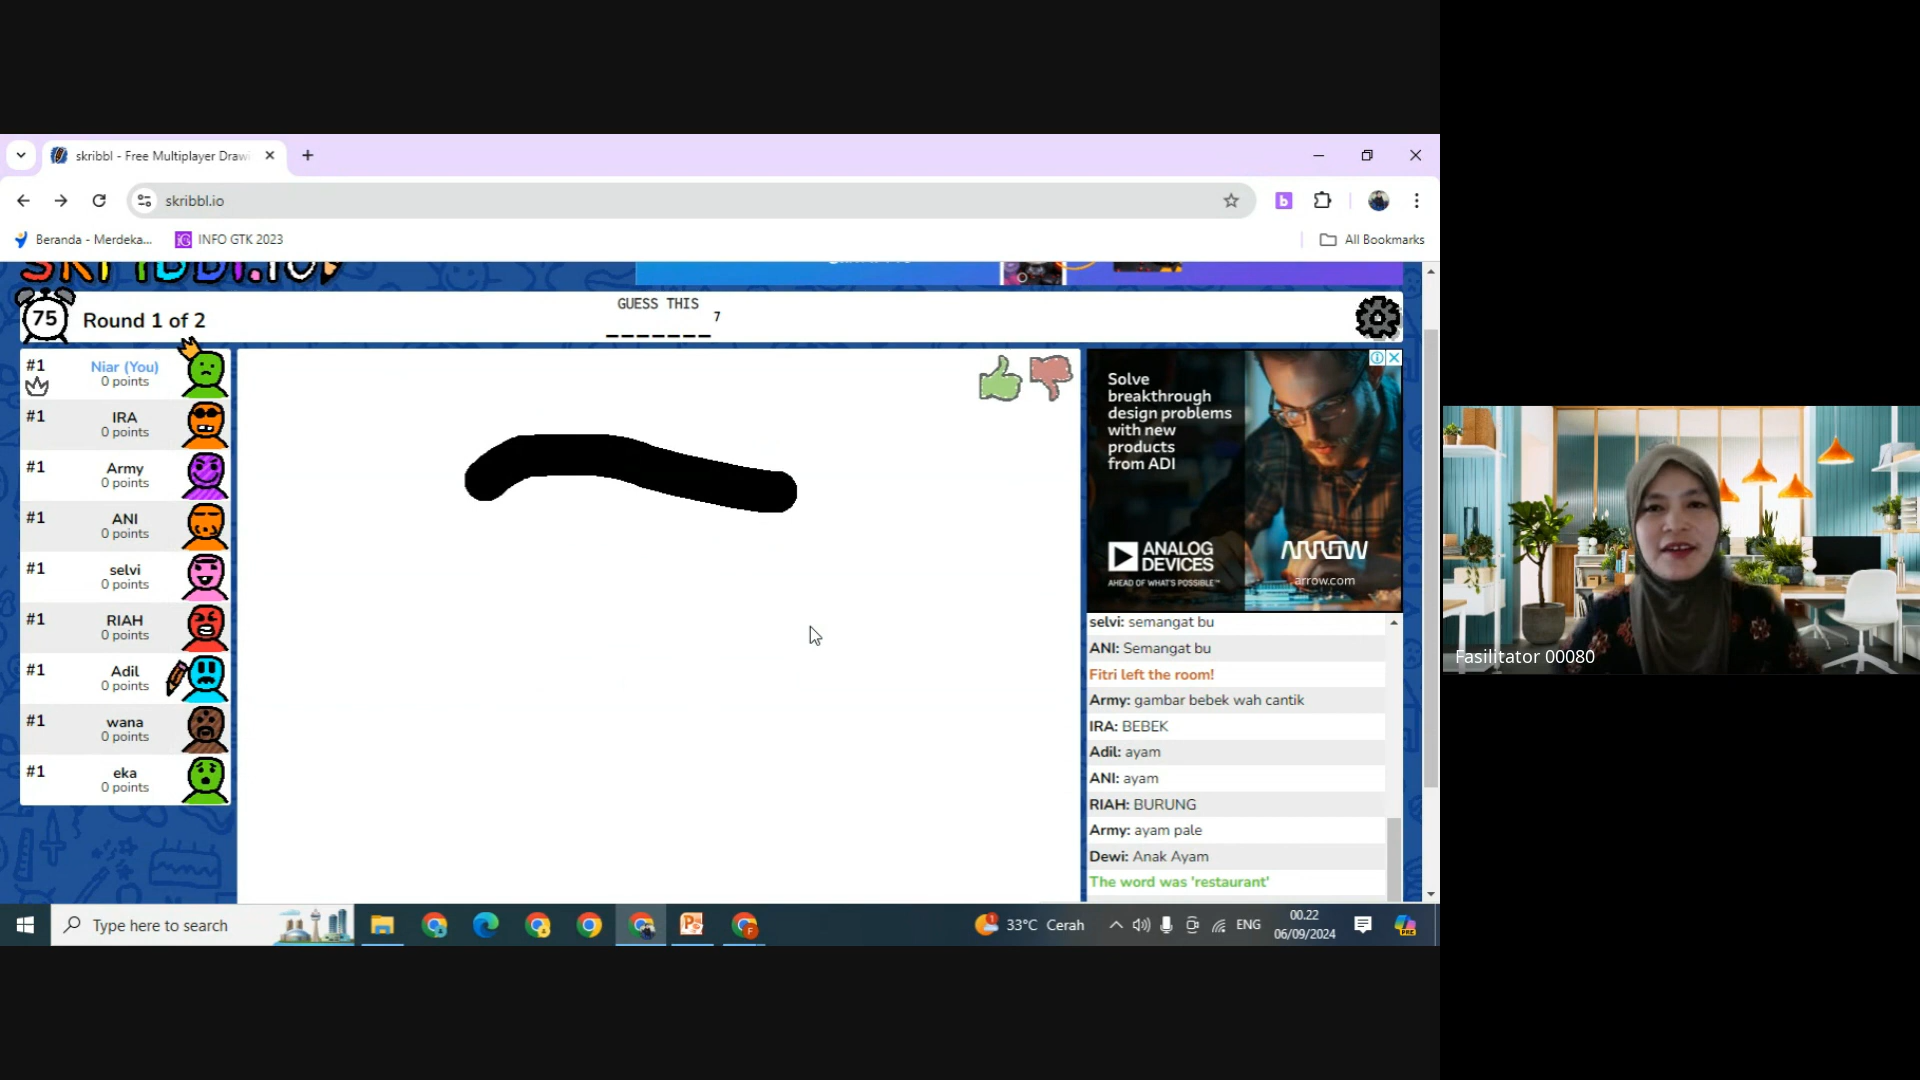 skribbl - Free Multiplayer Drawi
skribbl.io
Beranda - Merdeka...
INFO GTK 2023
All Bookmarks
75
Round 1 of 2
GUESS THIS
_______ 7
#1 Niar (You)
0 points
#1 IRA
0 points
#1 Army
0 points
#1 ANI
0 points
#1 selvi
0 points
#1 RIAH
0 points
#1 Adil
0 points
#1 wana
0 points
#1 eka
0 points
Solve
breakthrough
design problems
with new
products
from ADI
ANALOG
DEVICES
AHEAD OF WHAT'S POSSIBLE™
ARROW
arrow.com
selvi: semangat bu
ANI: Semangat bu
Fitri left the room!
Army: gambar bebek wah cantik
IRA: BEBEK
Adil: ayam
ANI: ayam
RIAH: BURUNG
Army: ayam pale
Dewi: Anak Ayam
The word was 'restaurant'
Fasilitator 00080
Type here to search
33°C Cerah
ENG
00.22
06/09/2024